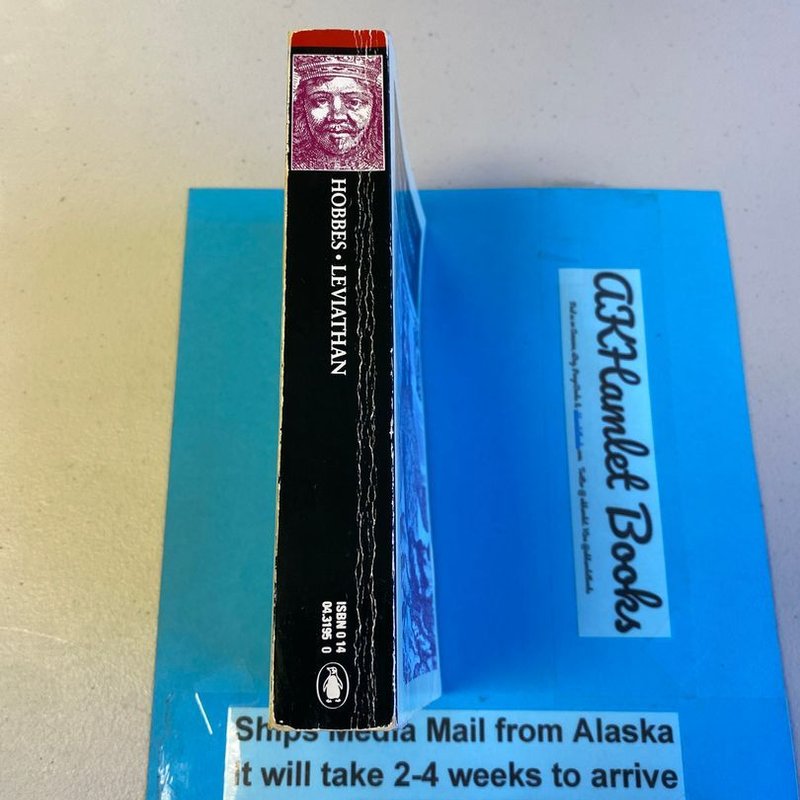 HOBBES • LEVIATHAN
ISBN 0 14
04.3195 0
AKHamlet Books
Ships Media Mail from Alaska
it will take 2-4 weeks to arrive